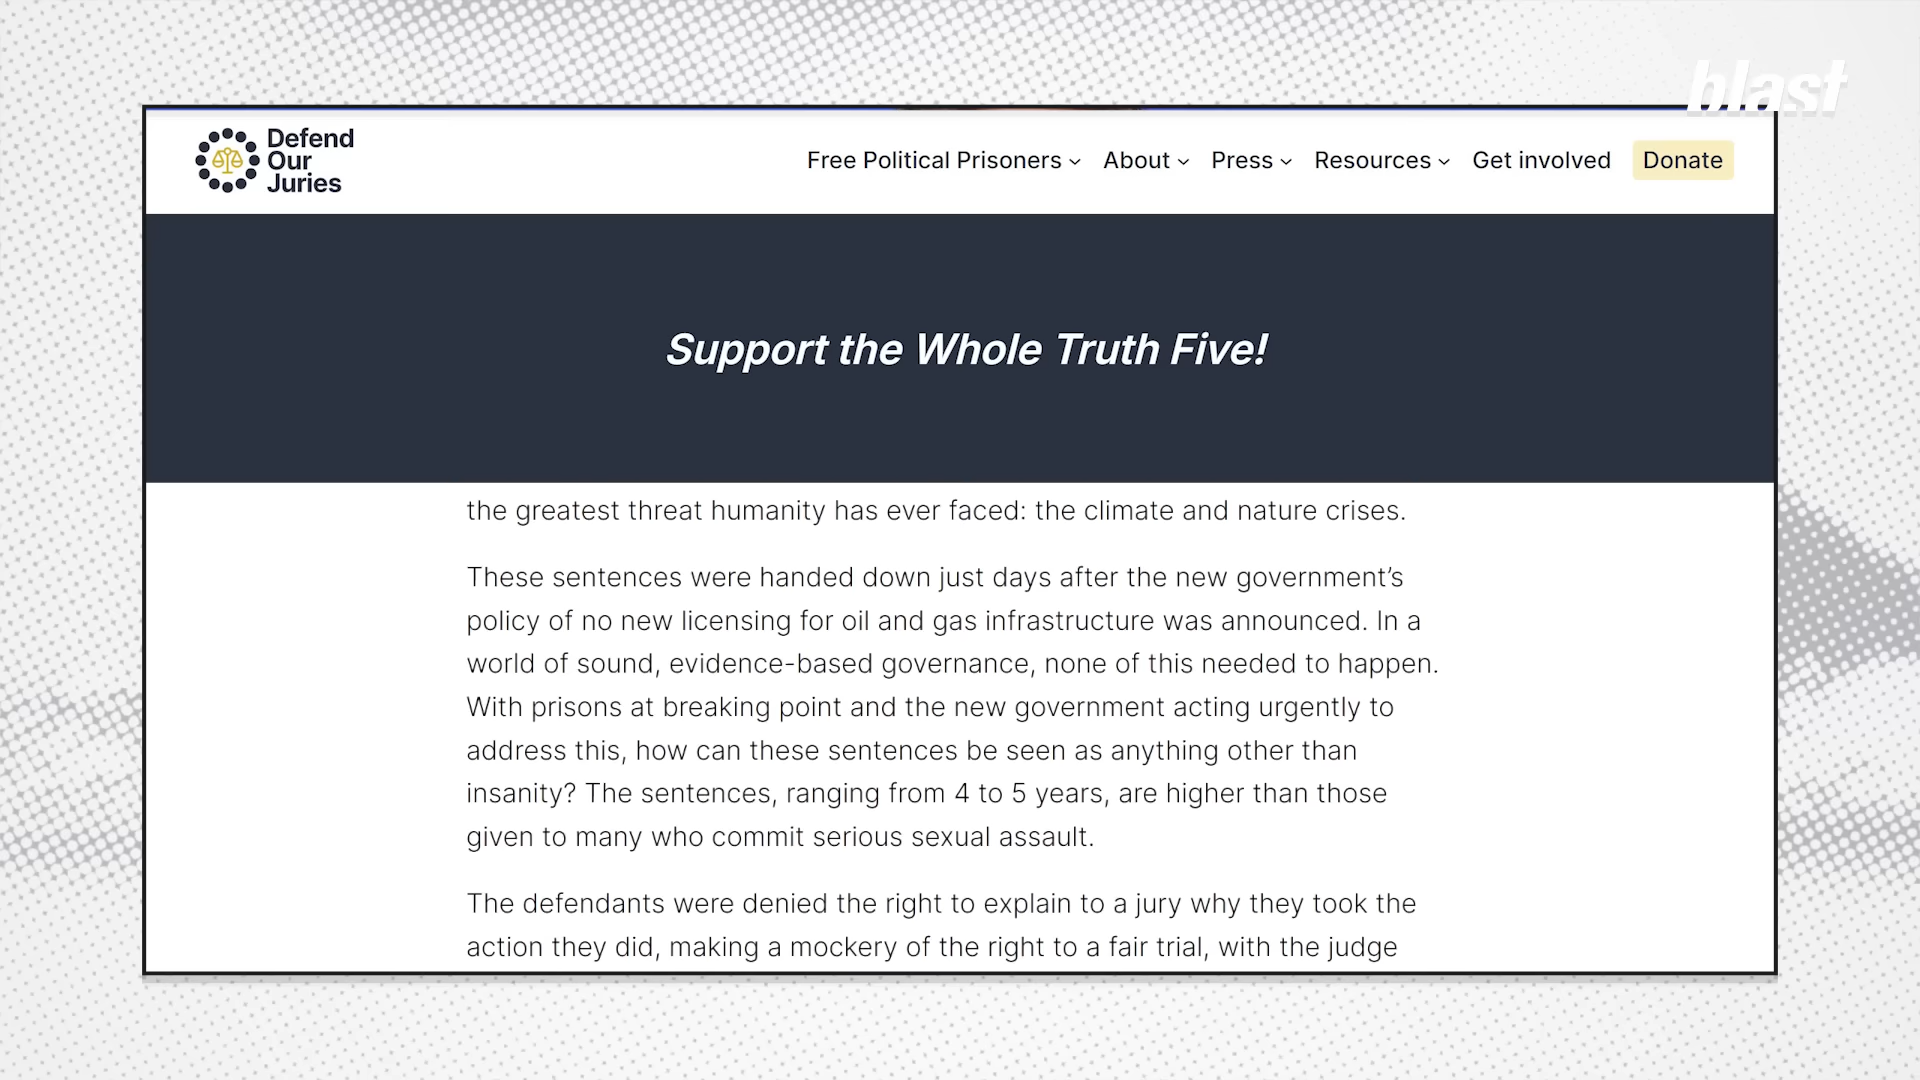 blast
Defend
Our
Juries
Free Political Prisoners About Press Resources Get involved Donate
Support the Whole Truth Five!
the greatest threat humanity has ever faced: the climate and nature crises.
These sentences were handed down just days after the new government’s
policy of no new licensing for oil and gas infrastructure was announced. In a
world of sound, evidence-based governance, none of this needed to happen.
With prisons at breaking point and the new government acting urgently to
address this, how can these sentences be seen as anything other than
insanity? The sentences, ranging from 4 to 5 years, are higher than those
given to many who commit serious sexual assault.
The defendants were denied the right to explain to a jury why they took the
action they did, making a mockery of the right to a fair trial, with the judge